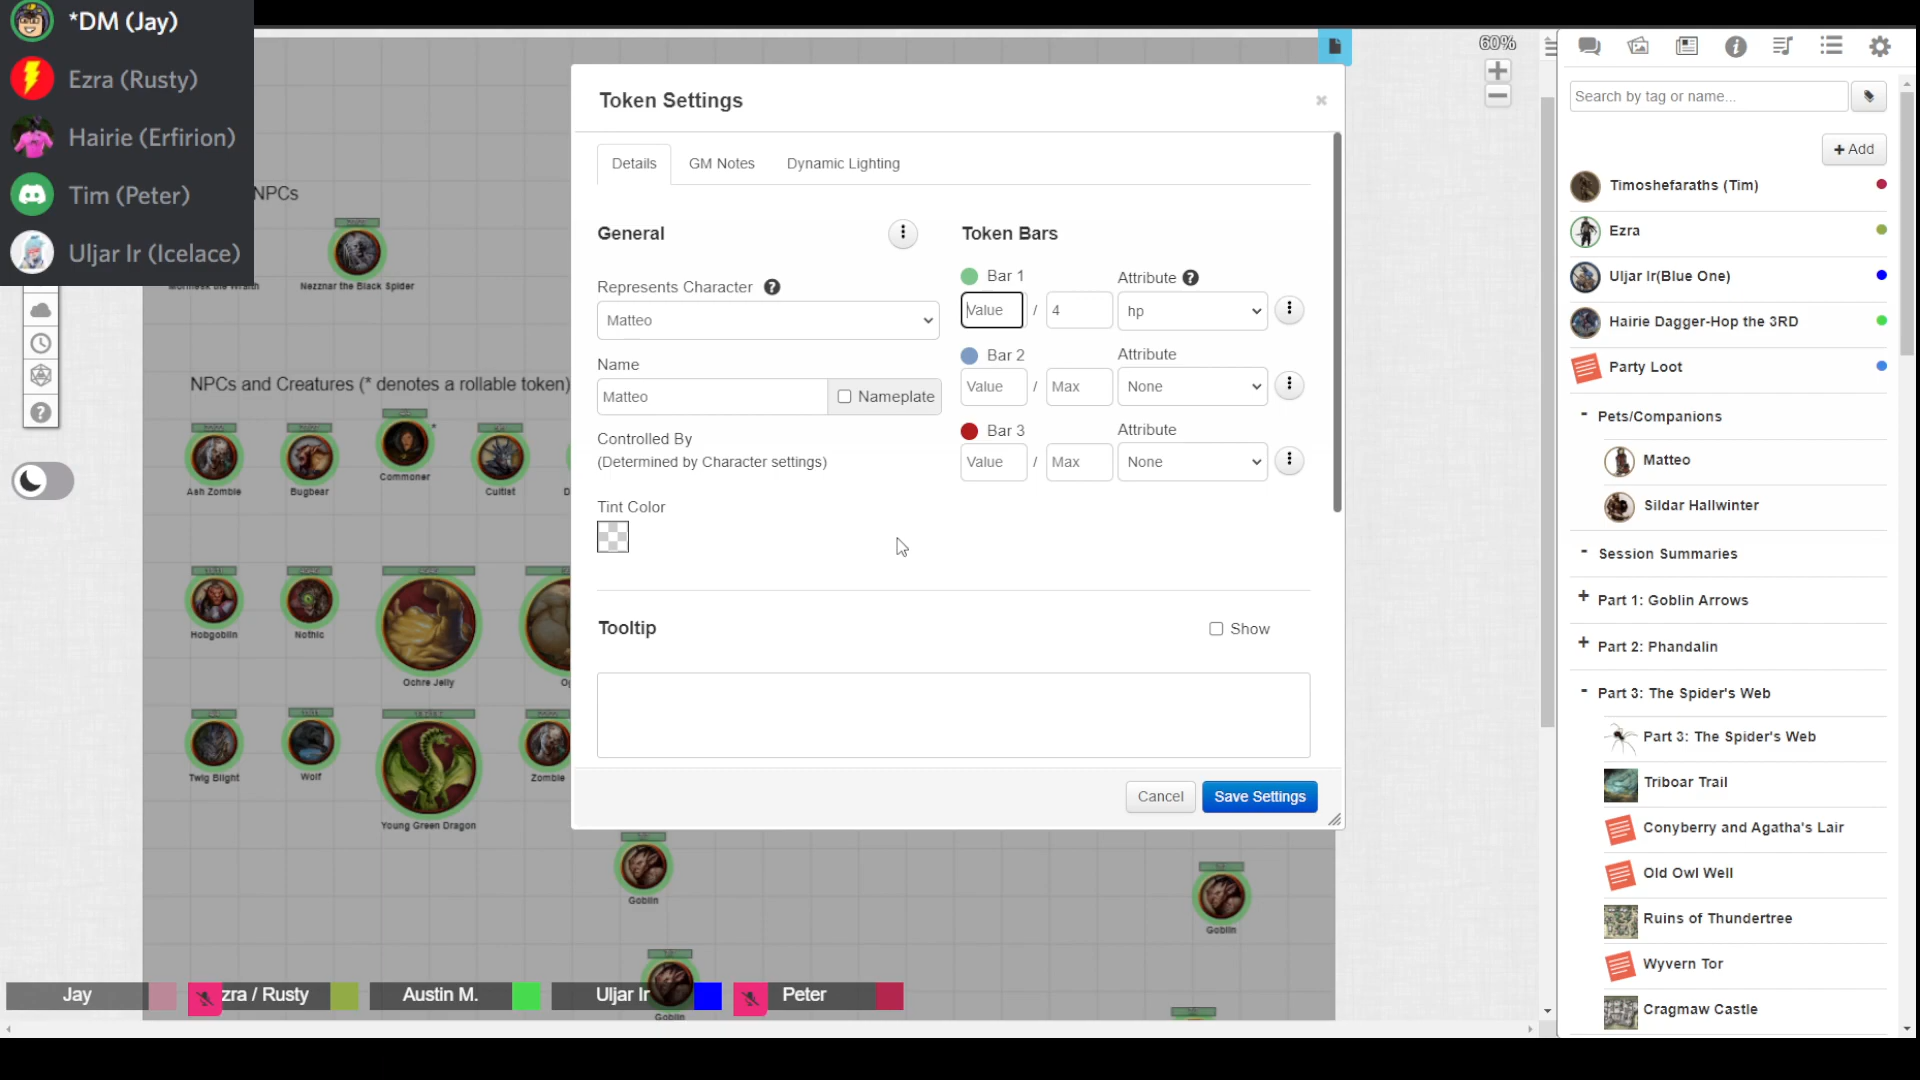 *DM (Jay)
Ezra (Rusty)
Hairie (Erfirion)
Tim (Peter)
Uljar Ir (Icelace)
NPCs
Nezznar the Black Spider
NPCs and Creatures (* denotes a rollable token)
Ash Zombie
Bugbear
Commoner
*
Cultist
Hobgoblin
Nothic
Ochre Jelly
Twig Blight
Wolf
Young Green Dragon
Zombie
Goblin
Goblin
Goblin
Token Settings
×
Details
GM Notes
Dynamic Lighting
General
Represents Character ?
Matteo
Name
Matteo
Nameplate
Controlled By
(Determined by Character settings)
Tint Color
Token Bars
Bar 1
Attribute ?
Value / 4
hp
Bar 2
Attribute
Value / Max
None
Bar 3
Attribute
Value / Max
None
Tooltip
Show
Cancel
Save Settings
60%
Search by tag or name...
+ Add
Timoshefaraths (Tim)
Ezra
Uljar Ir(Blue One)
Hairie Dagger-Hop the 3RD
Party Loot
- Pets/Companions
Matteo
Sildar Hallwinter
- Session Summaries
+ Part 1: Goblin Arrows
+ Part 2: Phandalin
- Part 3: The Spider's Web
Part 3: The Spider's Web
Triboar Trail
Conyberry and Agatha's Lair
Old Owl Well
Ruins of Thundertree
Wyvern Tor
Cragmaw Castle
Jay
zra / Rusty
Austin M.
Uljar Ir
Peter